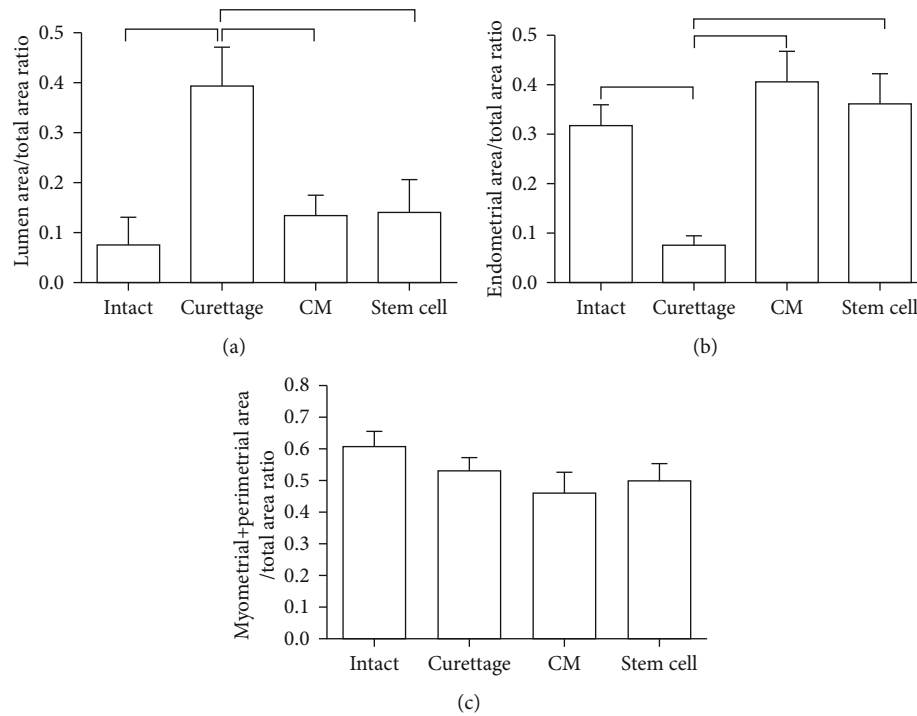 Lumen area/total area ratio
0.5
0.4
0.3
0.2
0.1
0.0
Intact
Curettage
CM
Stem cell
(a)
Endometrial area/total area ratio
0.5
0.4
0.3
0.2
0.1
0.0
Intact
Curettage
CM
Stem cell
(b)
Myometrial+perimetrial area
/total area ratio
0.8
0.7
0.6
0.5
0.4
0.3
0.2
0.1
0.0
Intact
Curettage
CM
Stem cell
(c)